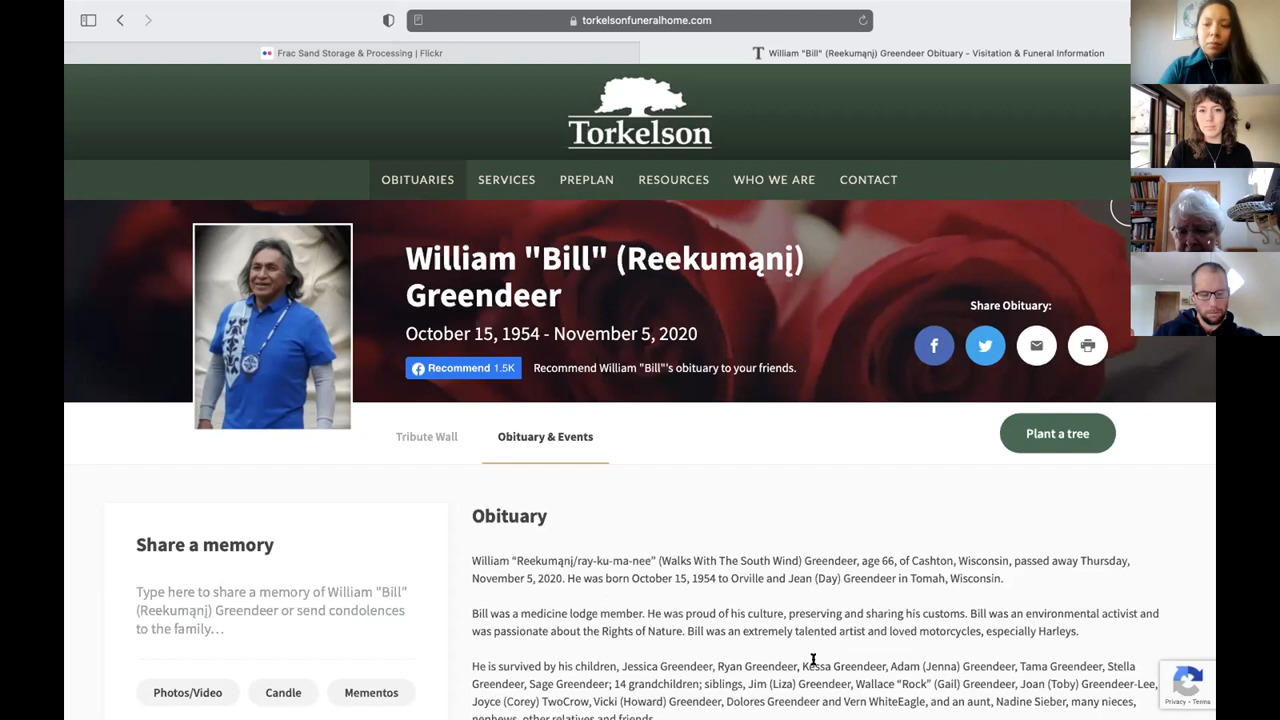 torkelsonfuneralhome.com
Frac Sand Storage & Processing | Flickr
T William "Bill" (Reekumąnį) Greendeer Obituary - Visitation & Funeral Information
Torkelson
OBITUARIES SERVICES PREPLAN RESOURCES WHO WE ARE CONTACT
William "Bill" (Reekumąnį)
Greendeer
October 15, 1954 - November 5, 2020
Recommend 1.5K Recommend William "Bill"'s obituary to your friends.
Share Obituary:
Tribute Wall Obituary & Events
Plant a tree
Share a memory
Type here to share a memory of William "Bill"
(Reekumąnį) Greendeer or send condolences
to the family…
Photos/Video Candle Mementos
Obituary
William “Reekumąnį/ray-ku-ma-nee” (Walks With The South Wind) Greendeer, age 66, of Cashton, Wisconsin, passed away Thursday,
November 5, 2020. He was born October 15, 1954 to Orville and Jean (Day) Greendeer in Tomah, Wisconsin.
Bill was a medicine lodge member. He was proud of his culture, preserving and sharing his customs. Bill was an environmental activist and
was passionate about the Rights of Nature. Bill was an extremely talented artist and loved motorcycles, especially Harleys.
He is survived by his children, Jessica Greendeer, Ryan Greendeer, Kessa Greendeer, Adam (Jenna) Greendeer, Tama Greendeer, Stella
Greendeer, Sage Greendeer; 14 grandchildren; siblings, Jim (Liza) Greendeer, Wallace “Rock” (Gail) Greendeer, Joan (Toby) Greendeer-Lee,
Joyce (Corey) TwoCrow, Vicki (Howard) Greendeer, Dolores Greendeer and Vern WhiteEagle, and an aunt, Nadine Sieber, many nieces,
nephews, other relatives and friends.
Privacy - Terms